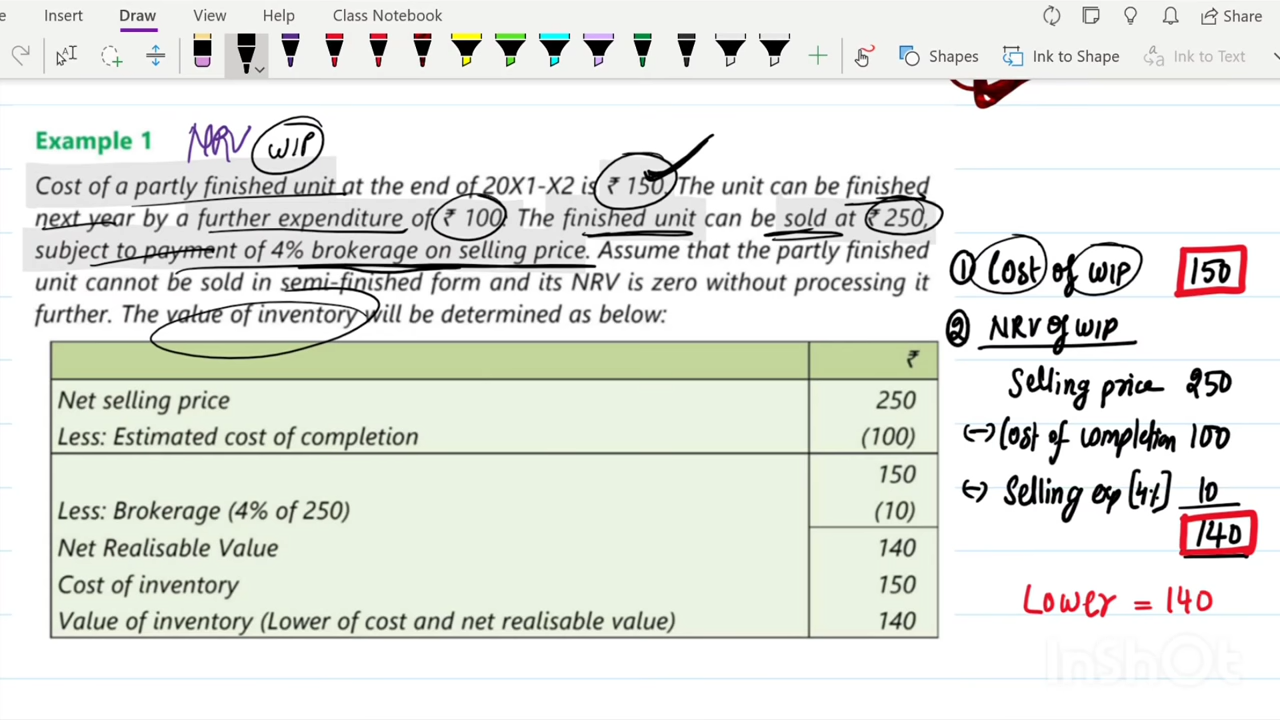 Insert Draw View Help Class Notebook Share
Shapes Ink to Shape Ink to Text
Example 1 NRV WIP
Cost of a partly finished unit at the end of 20X1-X2 is ₹ 150. The unit can be finished
next year by a further expenditure of ₹ 100. The finished unit can be sold at ₹ 250,
subject to payment of 4% brokerage on selling price. Assume that the partly finished
unit cannot be sold in semi-finished form and its NRV is zero without processing it
further. The value of inventory will be determined as below:
₹
Net selling price 250
Less: Estimated cost of completion (100)
150
Less: Brokerage (4% of 250) (10)
Net Realisable Value 140
Cost of inventory 150
Value of inventory (Lower of cost and net realisable value) 140
① Cost of WIP 150
② NRV of WIP
Selling price 250
(-) Cost of completion 100
(-) Selling exp [4%] 10
140
Lower = 140
InShOt